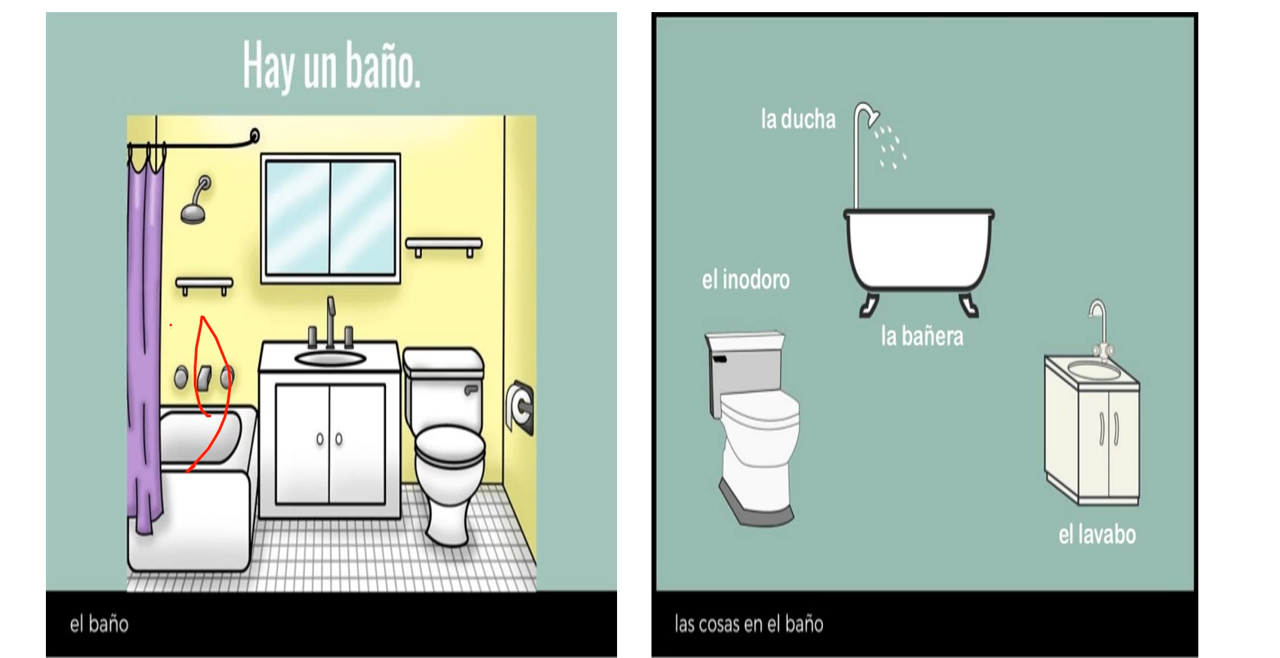 Hay un baño.
el baño
la ducha
el inodoro
la bañera
el lavabo
las cosas en el baño